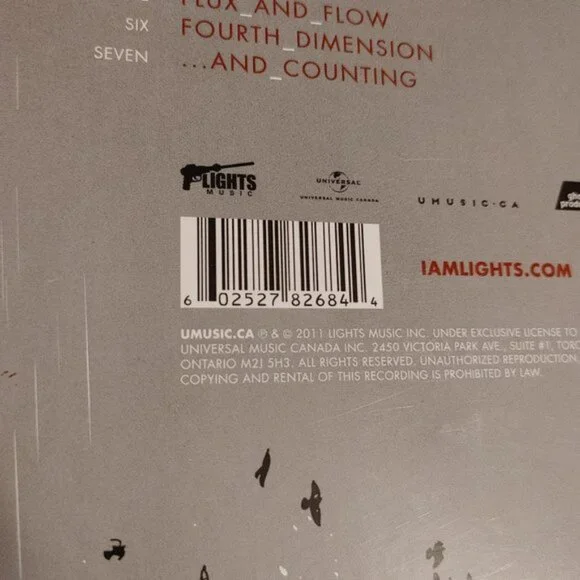 FLUX_AND_FLOW
SIX FOURTH_DIMENSION
SEVEN ...AND_COUNTING
LIGHTS
MUSIC
UNIVERSAL
UNIVERSAL MUSIC CANADA
UMUSIC.CA
IAMLIGHTS.COM
6 02527 82684 4
UMUSIC.CA ℗ & © 2011 LIGHTS MUSIC INC. UNDER EXCLUSIVE LICENSE TO
UNIVERSAL MUSIC CANADA INC. 2450 VICTORIA PARK AVE., SUITE #1, TORO
ONTARIO M2J 5H3. ALL RIGHTS RESERVED. UNAUTHORIZED REPRODUCTION,
COPYING AND RENTAL OF THIS RECORDING IS PROHIBITED BY LAW.